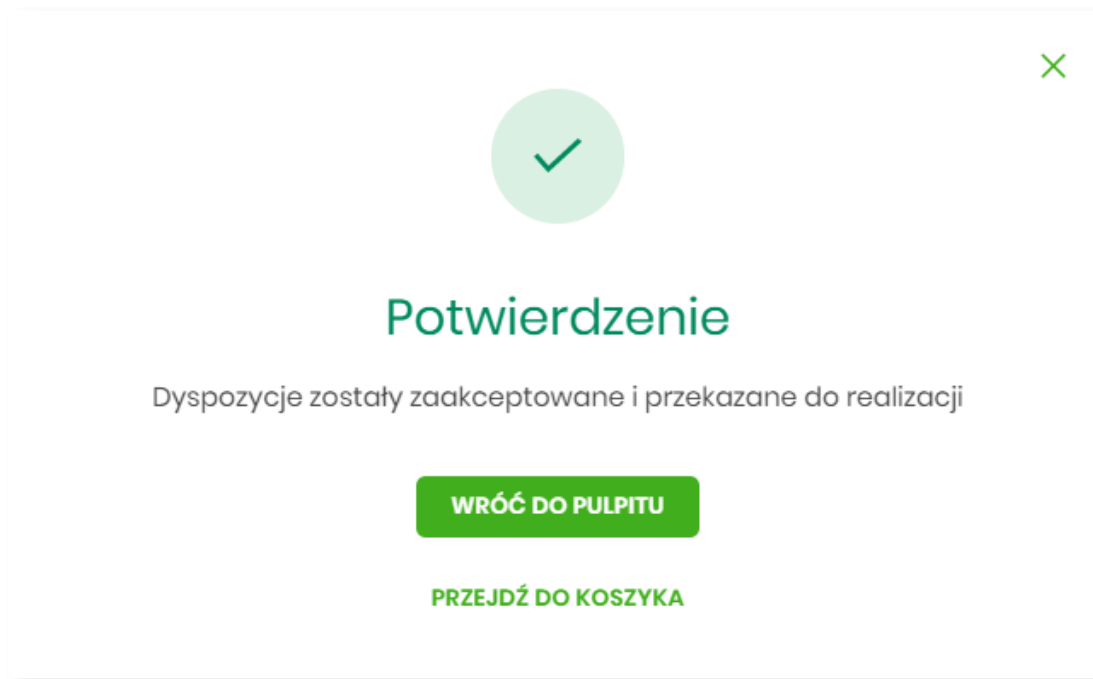 Potwierdzenie
Dyspozycje zostały zaakceptowane i przekazane do realizacji
WRÓĆ DO PULPITU
PRZEJDŹ DO KOSZYKA